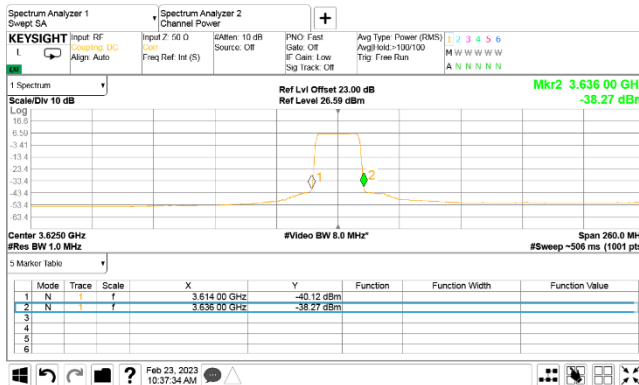 Spectrum Analyzer 1
Swept SA
Spectrum Analyzer 2
Channel Power
+
KEYSIGHT
L
Input: RF
Coupling: DC
Align: Auto
Input Z: 50 Ω
Corr
Freq Ref: Int (S)
#Atten: 10 dB
Source: Off
PNO: Fast
Gate: Off
IF Gain: Low
Sig Track: Off
Avg Type: Power (RMS)
Avg|Hold:>100/100
Trig: Free Run
1 2 3 4 5 6
M W W W W W
A N N N N N
1 Spectrum
Scale/Div 10 dB
Ref Lvl Offset 23.00 dB
Ref Level 26.59 dBm
Mkr2 3.636 00 GH
-38.27 dBm
Log
16.6
6.59
-3.41
-13.4
-23.4
-33.4
-43.4
-53.4
-63.4
1
2
Center 3.6250 GHz
#Res BW 1.0 MHz
#Video BW 8.0 MHz*
Span 260.0 MH
#Sweep ~506 ms (1001 pts
5 Marker Table
Mode Trace Scale X Y Function Function Width Function Value
1 N 1 f 3.614 00 GHz -40.12 dBm
2 N 1 f 3.636 00 GHz -38.27 dBm
3
4
5
6
?
Feb 23, 2023
10:37:34 AM